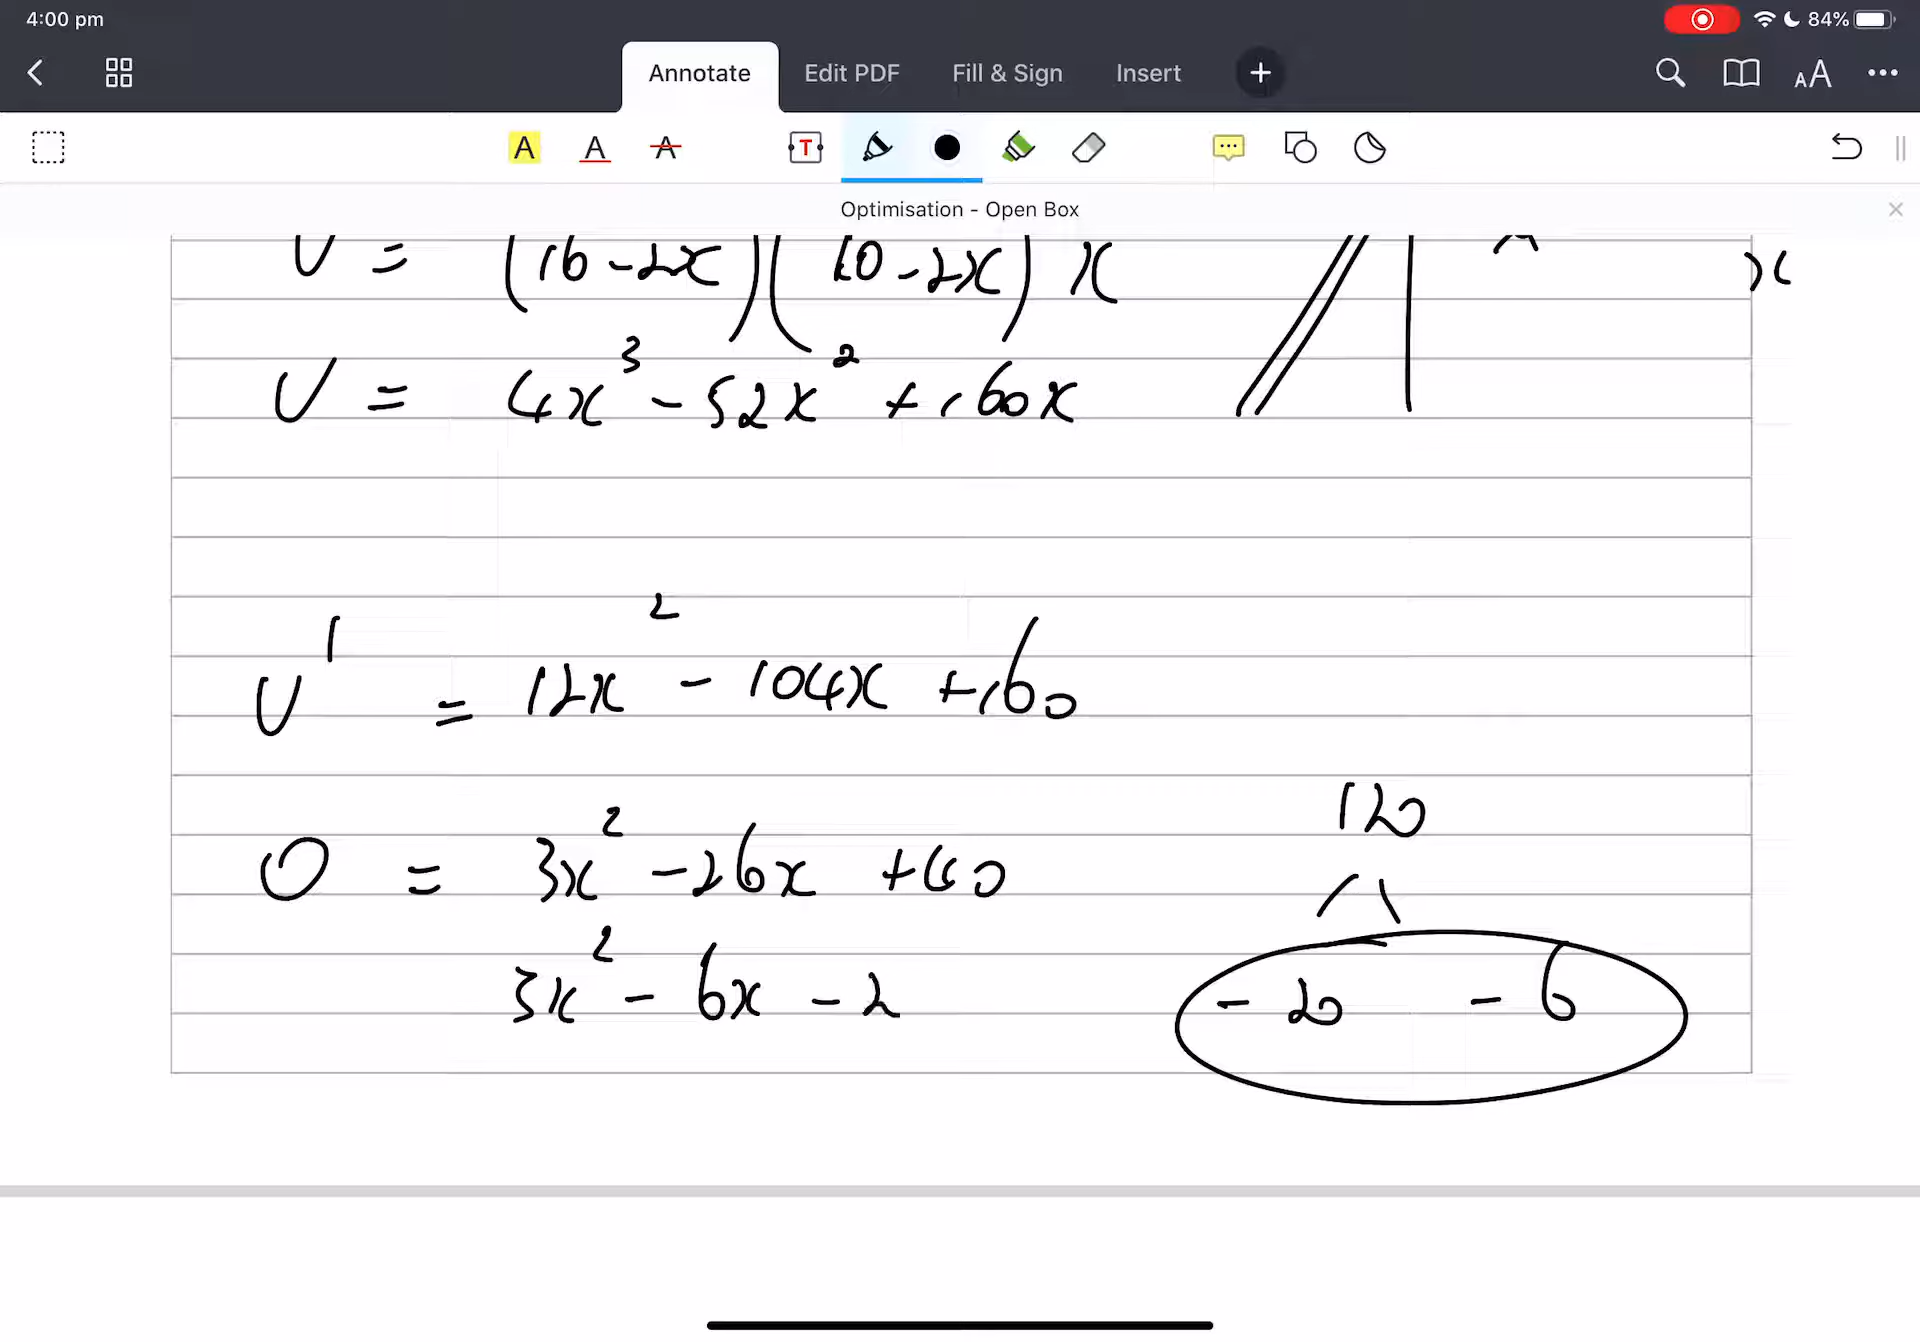 4:00 pm 84%
Annotate Edit PDF Fill & Sign Insert
A A A T AA
Optimisation - Open Box
V = (16-2x)(10-2x)x x
V = 4x³ - 52x² + 160x
V' = 12x² - 104x + 160
120
0 = 3x² - 26x + 40
3x² - 6x - 2
-20 -6